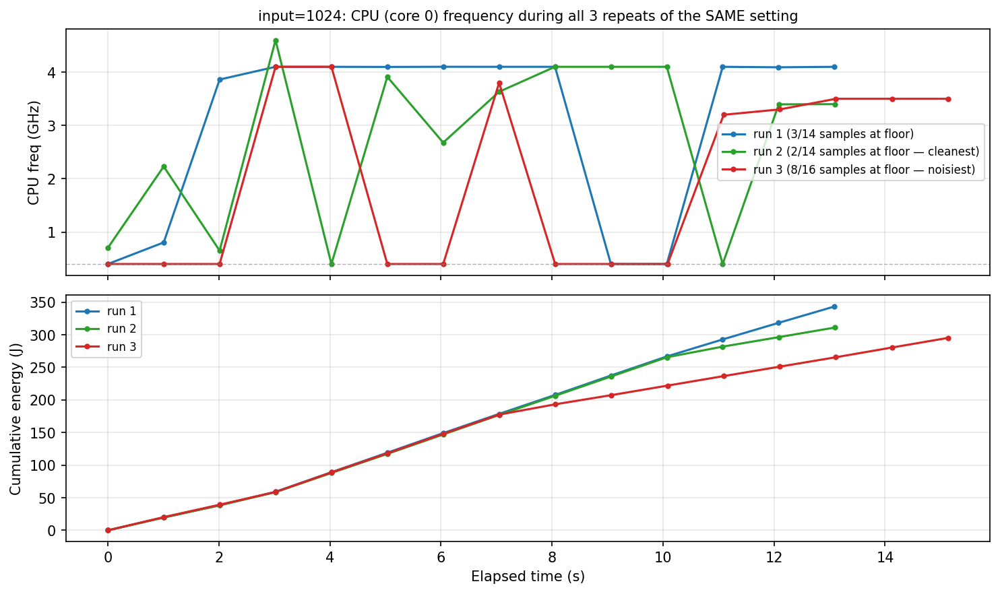 input=1024: CPU (core 0) frequency during all 3 repeats of the SAME setting
CPU freq (GHz)
4
3
2
1
run 1 (3/14 samples at floor)
run 2 (2/14 samples at floor — cleanest)
run 3 (8/16 samples at floor — noisiest)
Cumulative energy (J)
350
300
250
200
150
100
50
0
run 1
run 2
run 3
0 2 4 6 8 10 12 14
Elapsed time (s)